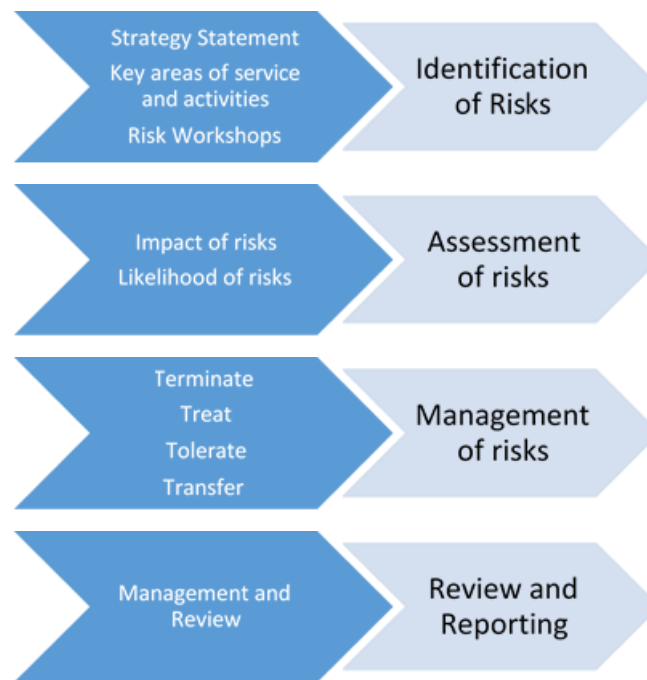 Strategy Statement
Key areas of service
and activities
Risk Workshops
Identification
of Risks
Impact of risks
Likelihood of risks
Assessment
of risks
Terminate
Treat
Tolerate
Transfer
Management
of risks
Management and
Review
Review and
Reporting